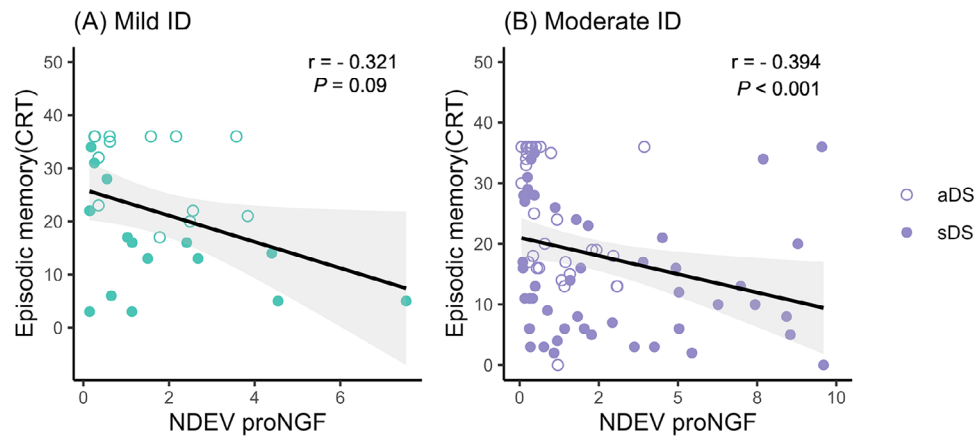 (A) Mild ID
r = - 0.321
P = 0.09
Episodic memory(CRT)
50
40
30
20
10
0
0 2 4 6
NDEV proNGF
(B) Moderate ID
r = - 0.394
P < 0.001
Episodic memory(CRT)
50
40
30
20
10
0
0 2 5 8 10
NDEV proNGF
aDS
sDS